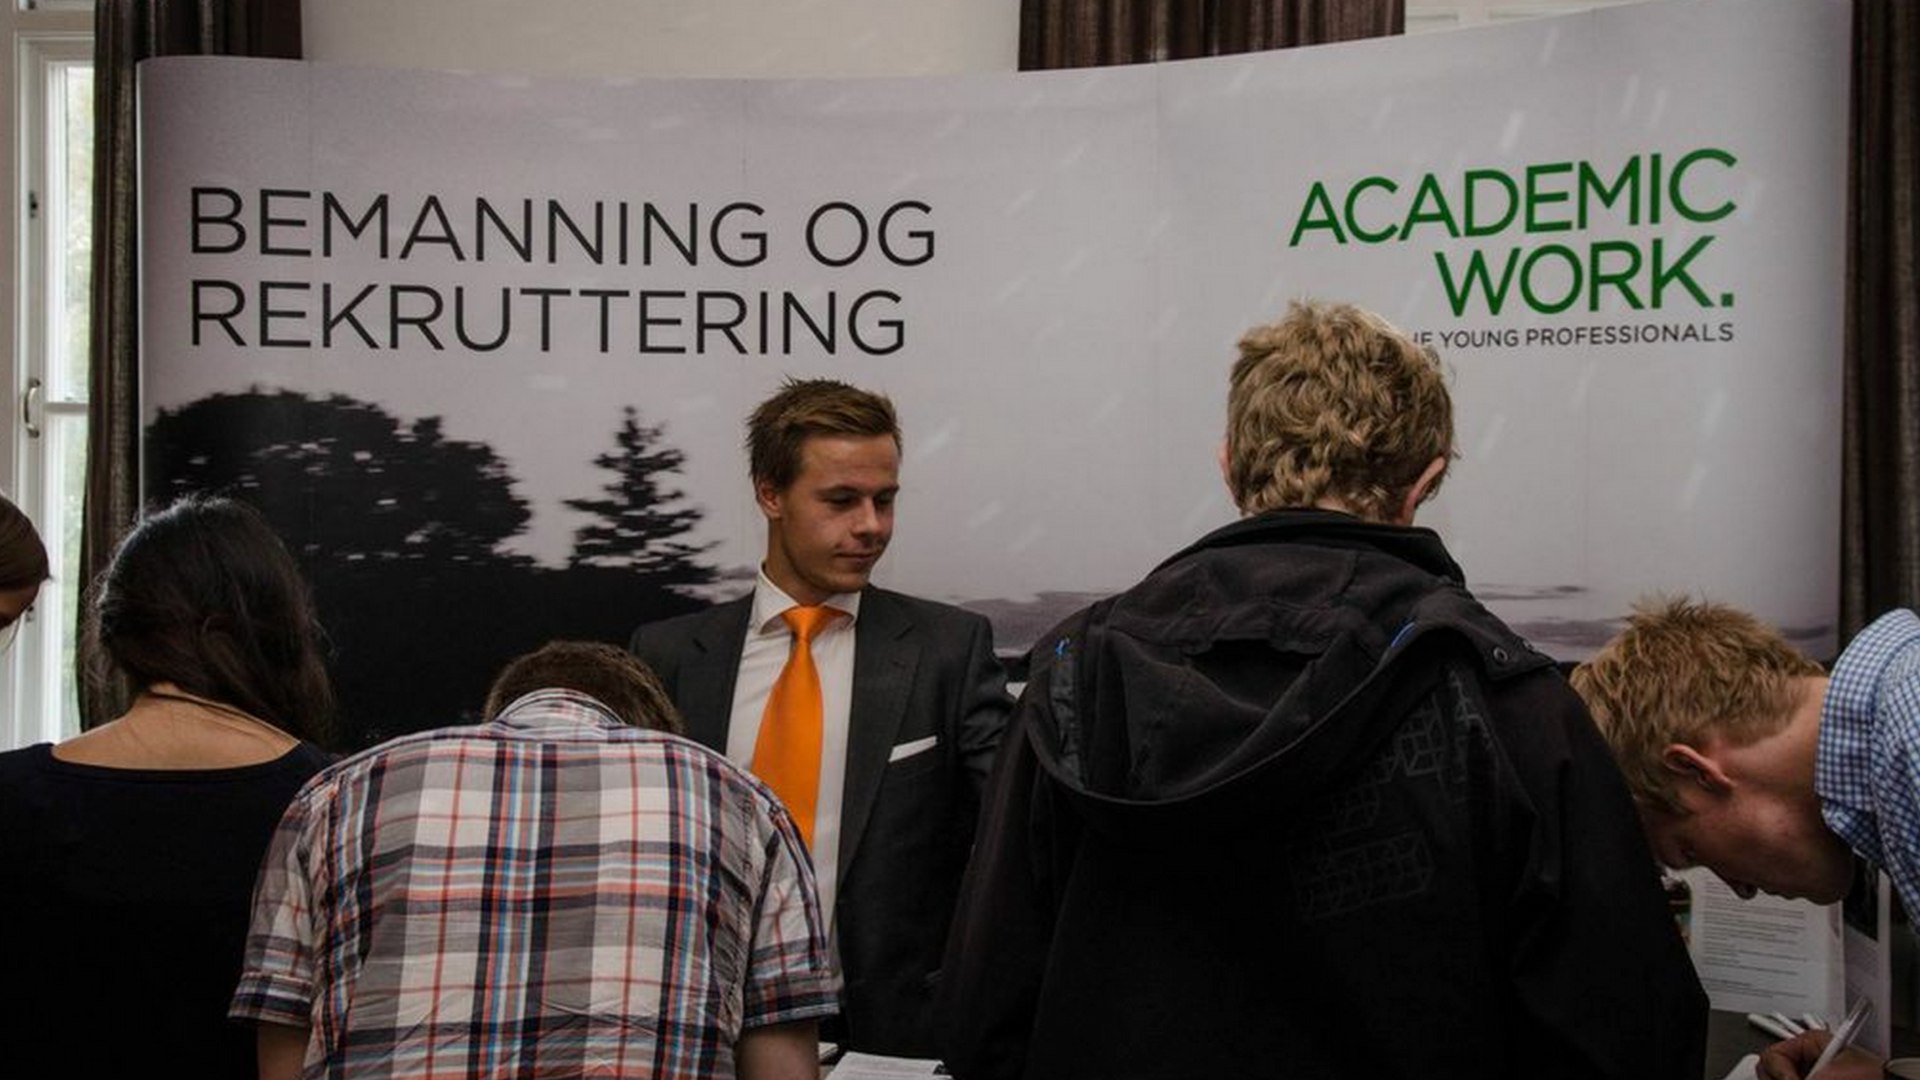 BEMANNING OG
REKRUTTERING
ACADEMIC
WORK.
YOUNG PROFESSIONALS